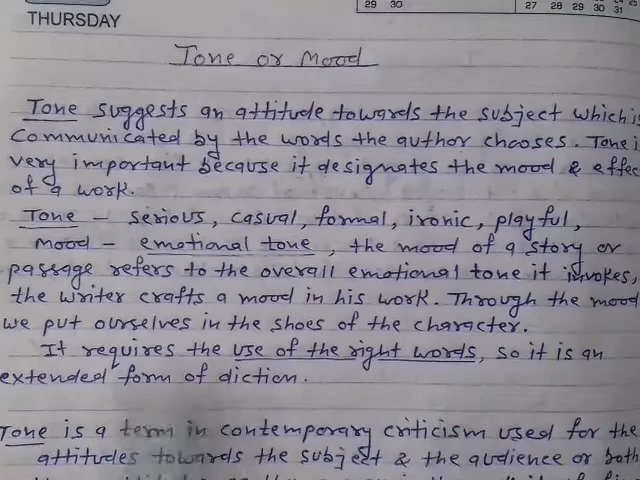 29 30
27 28 29 30 31
THURSDAY
Tone or Mood
Tone suggests an attitude towards the subject which is
communicated by the words the author chooses. Tone i
very important because it designates the mood & effec
of a work.
Tone - serious, casual, formal, ironic, playful,
mood - emotional tone, the mood of a story or
passage refers to the overall emotional tone it invokes,
the writer crafts a mood in his work. Through the mood
we put ourselves in the shoes of the character.
It requires the use of the right words, so it is an
extended form of diction.
Tone is a term in contemporary criticism used for the
attitudes towards the subject & the audience or both